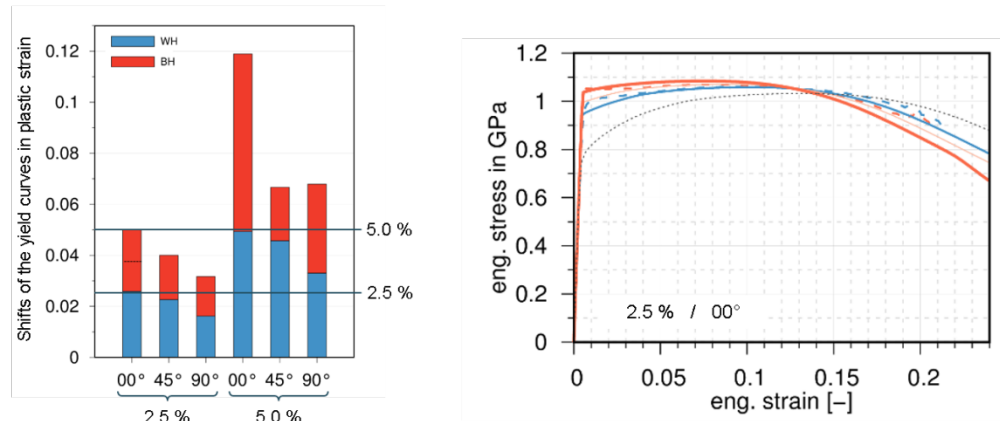 Shifts of the yield curves in plastic strain
0.12
0.1
0.08
0.06
0.04
0.02
0
WH
BH
5.0 %
2.5 %
00° 45° 90° 00° 45° 90°
2.5 % 5.0 %
eng. stress in GPa
1.2
1
0.8
0.6
0.4
0.2
0
2.5 % / 00°
0 0.05 0.1 0.15 0.2
eng. strain [–]